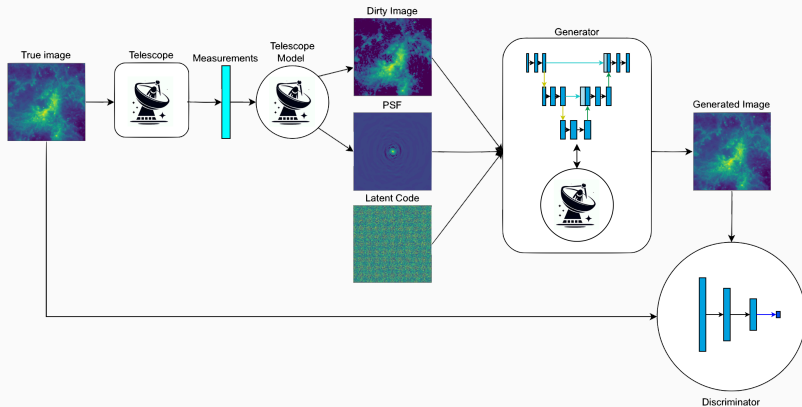 True image
Telescope
Measurements
Telescope
Model
Dirty Image
PSF
Latent Code
Generator
Generated Image
Discriminator